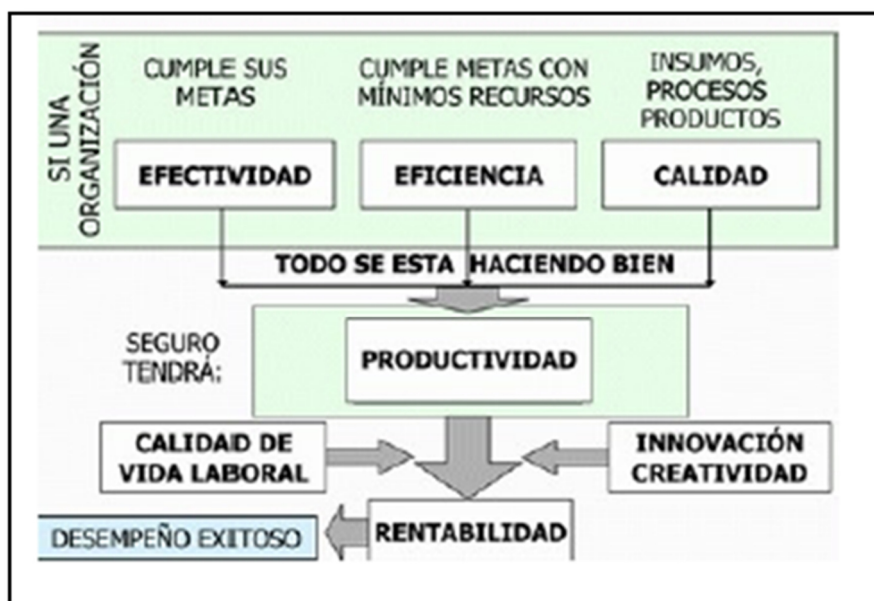 SI UNA
ORGANIZACIÓN
CUMPLE SUS
METAS
CUMPLE METAS CON
MÍNIMOS RECURSOS
INSUMOS,
PROCESOS
PRODUCTOS
EFECTIVIDAD
EFICIENCIA
CALIDAD
TODO SE ESTA HACIENDO BIEN
SEGURO
TENDRÁ:
PRODUCTIVIDAD
CALIDAD DE
VIDA LABORAL
INNOVACIÓN
CREATIVIDAD
RENTABILIDAD
DESEMPEÑO EXITOSO